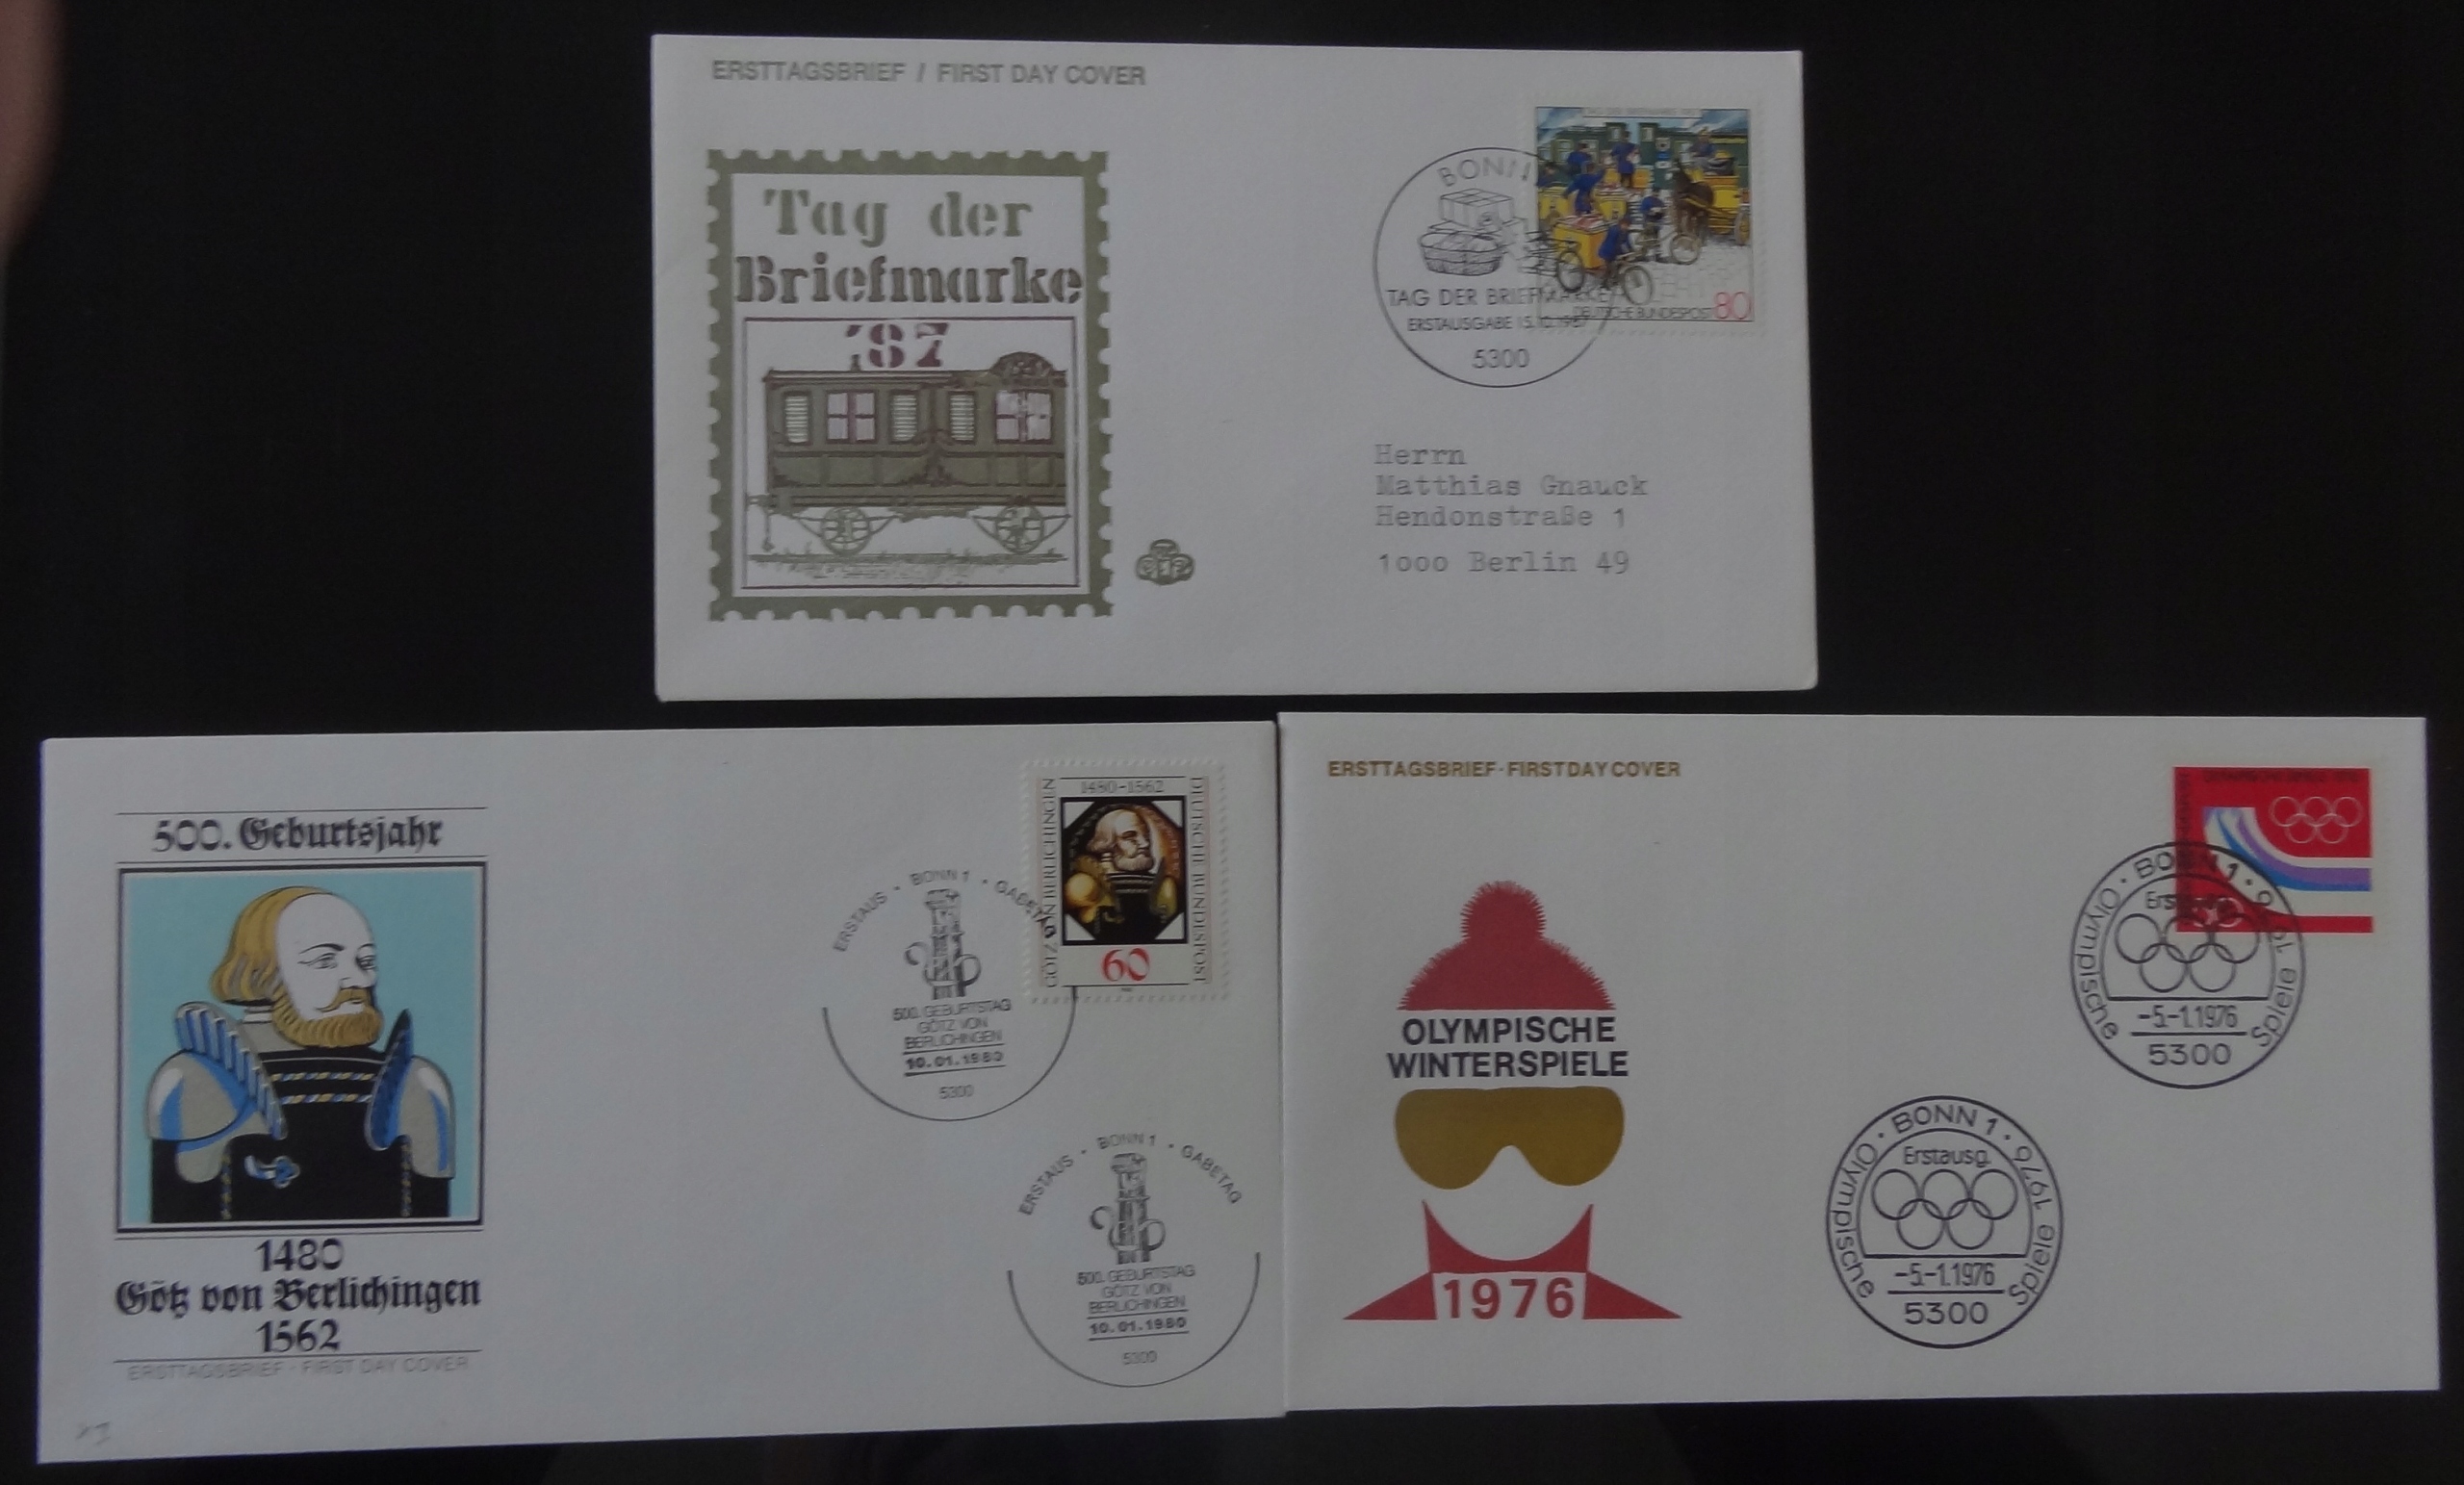 ERSTTAGSBRIEF / FIRST DAY COVER
Tag der
Briefmarke
'87
BONN
TAG DER BRIEFMARKE
ERSTAUSGABE 15.10.1987
5300
DEUTSCHE BUNDESPOST 80
Herrn
Matthias Gnauck
Hendonstraße 1
1000 Berlin 49
500. Geburtsjahr
1480
Götz von Berlichingen
1562
ERSTTAGSBRIEF · FIRST DAY COVER
1480-1562
GÖTZ VON BERLICHINGEN
DEUTSCHE BUNDESPOST
60
ERSTAUS · BONN 1 · GABETAG
500. GEBURTSTAG
GÖTZ VON
BERLICHINGEN
10.01.1980
5300
ERSTAUS · BONN 1 · GABETAG
500. GEBURTSTAG
GÖTZ VON
BERLICHINGEN
10.01.1980
5300
ERSTTAGSBRIEF · FIRST DAY COVER
OLYMPISCHE
WINTERSPIELE
1976
Olympische · BONN 1 · 9761 Spiele
-5.-1.1976
5300
Olympische · BONN 1 · 1976 Spiele
Erstausg.
-5.-1.1976
5300